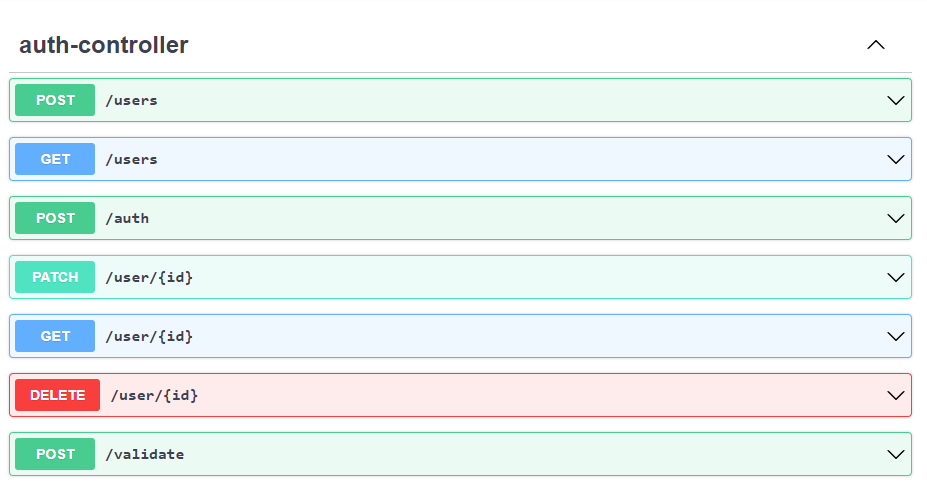 auth-controller
POST /users
GET /users
POST /auth
PATCH /user/{id}
GET /user/{id}
DELETE /user/{id}
POST /validate